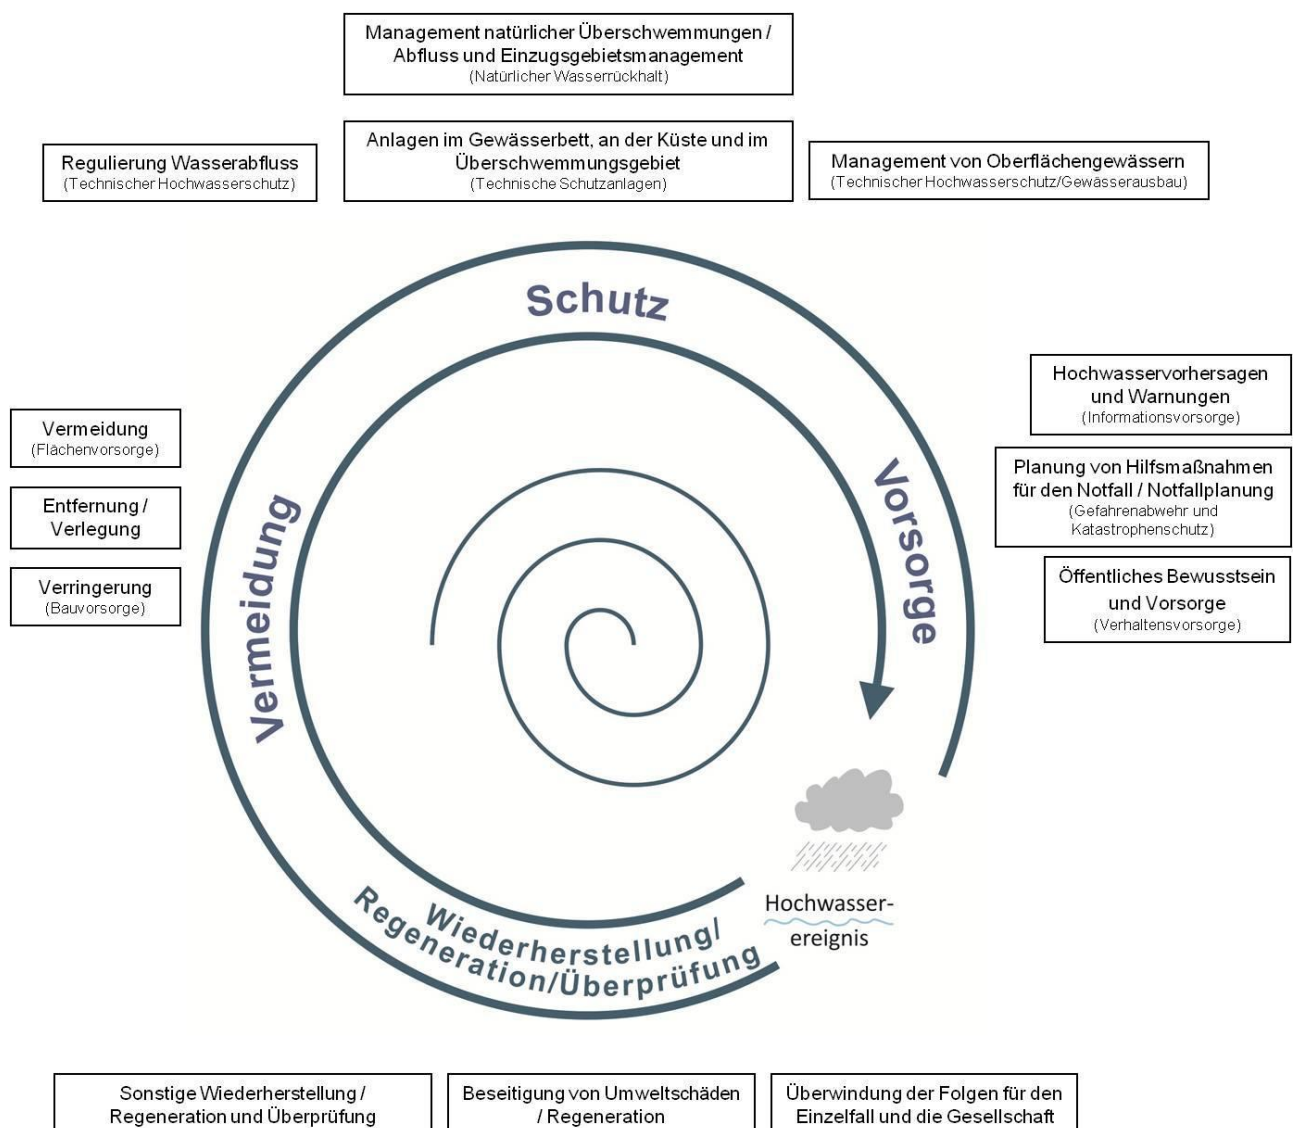 Management natürlicher Überschwemmungen /
Abfluss und Einzugsgebietsmanagement
(Natürlicher Wasserrückhalt)
Regulierung Wasserabfluss
(Technischer Hochwasserschutz)
Anlagen im Gewässerbett, an der Küste und im
Überschwemmungsgebiet
(Technische Schutzanlagen)
Management von Oberflächengewässern
(Technischer Hochwasserschutz/Gewässerausbau)
Schutz
Vermeidung
(Flächenvorsorge)
Entfernung /
Verlegung
Verringerung
(Bauvorsorge)
Vermeidung
Vorsorge
Hochwasservorhersagen
und Warnungen
(Informationsvorsorge)
Planung von Hilfsmaßnahmen
für den Notfall / Notfallplanung
(Gefahrenabwehr und
Katastrophenschutz)
Öffentliches Bewusstsein
und Vorsorge
(Verhaltensvorsorge)
Hochwasser-
ereignis
Wiederherstellung/
Regeneration/Überprüfung
Sonstige Wiederherstellung /
Regeneration und Überprüfung
Beseitigung von Umweltschäden
/ Regeneration
Überwindung der Folgen für den
Einzelfall und die Gesellschaft